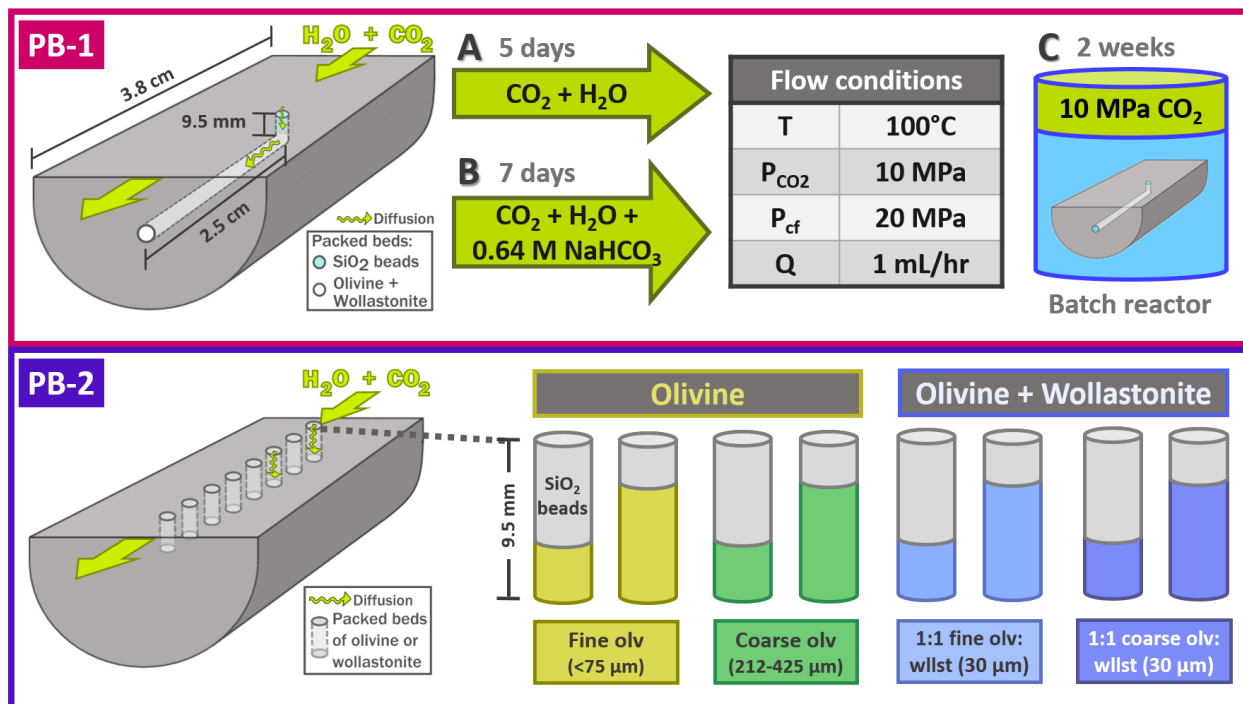 PB-1
H₂O + CO₂
3.8 cm
9.5 mm
2.5 cm
Diffusion
Packed beds:
SiO₂ beads
Olivine +
Wollastonite
A 5 days
CO₂ + H₂O
B 7 days
CO₂ + H₂O +
0.64 M NaHCO₃
Flow conditions
T 100°C
P_CO2 10 MPa
P_cf 20 MPa
Q 1 mL/hr
C 2 weeks
10 MPa CO₂
Batch reactor
PB-2
H₂O + CO₂
Diffusion
Packed beds
of olivine or
wollastonite
Olivine
Olivine + Wollastonite
9.5 mm
SiO₂
beads
Fine olv
(<75 µm)
Coarse olv
(212-425 µm)
1:1 fine olv:
wllst (30 µm)
1:1 coarse olv:
wllst (30 µm)